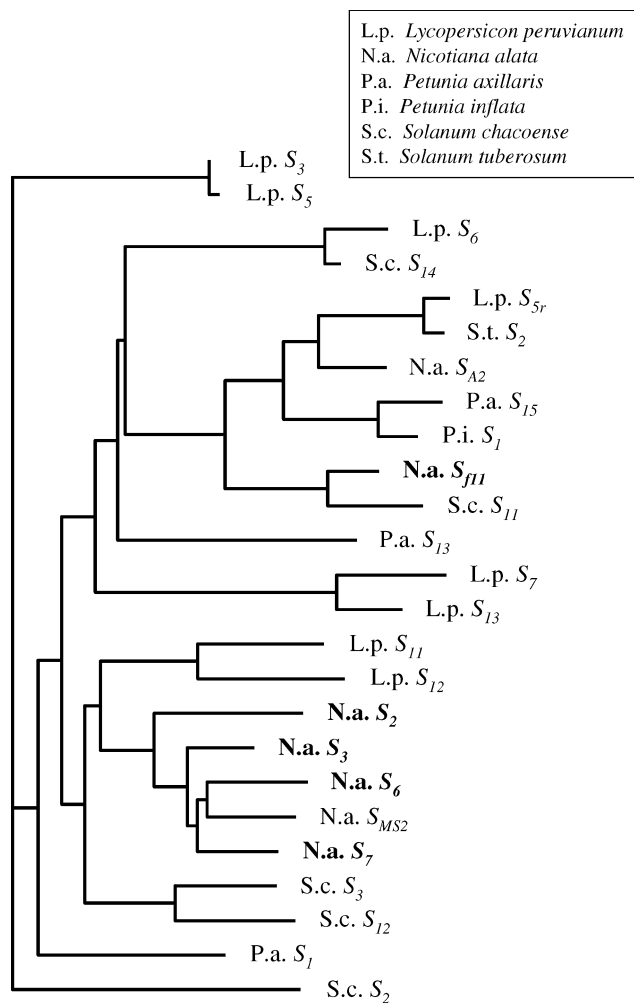 L.p. Lycopersicon peruvianum
N.a. Nicotiana alata
P.a. Petunia axillaris
P.i. Petunia inflata
S.c. Solanum chacoense
S.t. Solanum tuberosum
L.p. S3
L.p. S5
L.p. S6
S.c. S14
L.p. S5r
S.t. S2
N.a. SA2
P.a. S15
P.i. S1
N.a. Sf11
S.c. S11
P.a. S13
L.p. S7
L.p. S13
L.p. S11
L.p. S12
N.a. S2
N.a. S3
N.a. S6
N.a. SMS2
N.a. S7
S.c. S3
S.c. S12
P.a. S1
S.c. S2